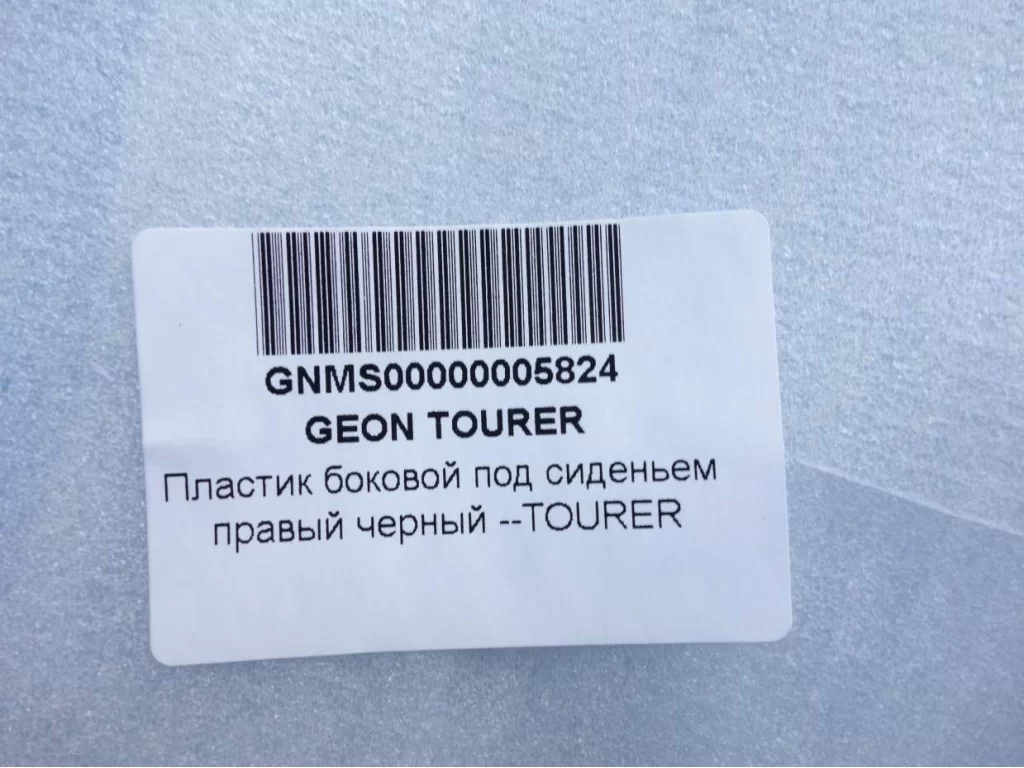 GNMS00000005824
GEON TOURER
Пластик боковой под сиденьем
правый черный --TOURER